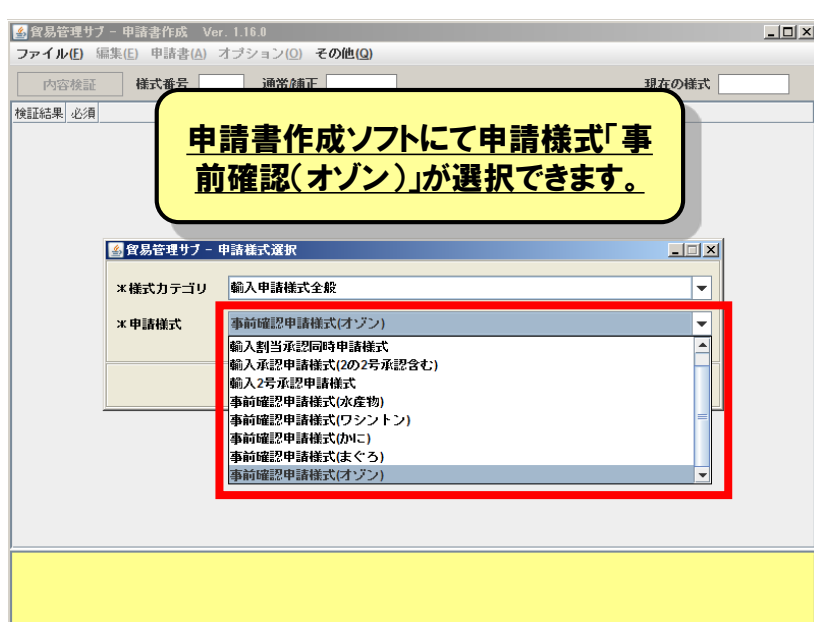 貿易管理サブ - 申請書作成 Ver. 1.16.0
ファイル(F) 編集(E) 申請書(A) オプション(O) その他(Q)
内容検証 様式番号 通常/補正 現在の様式
検証結果 必須
申請書作成ソフトにて申請様式「事
前確認(オゾン)」が選択できます。
貿易管理サブ - 申請様式選択
*様式カテゴリ 輸入申請様式全般
*申請様式 事前確認申請様式(オゾン)
輸入割当承認同時申請様式
輸入承認申請様式(2の2号承認含む)
輸入2号承認申請様式
事前確認申請様式(水産物)
事前確認申請様式(ワシントン)
事前確認申請様式(かに)
事前確認申請様式(まぐろ)
事前確認申請様式(オゾン)